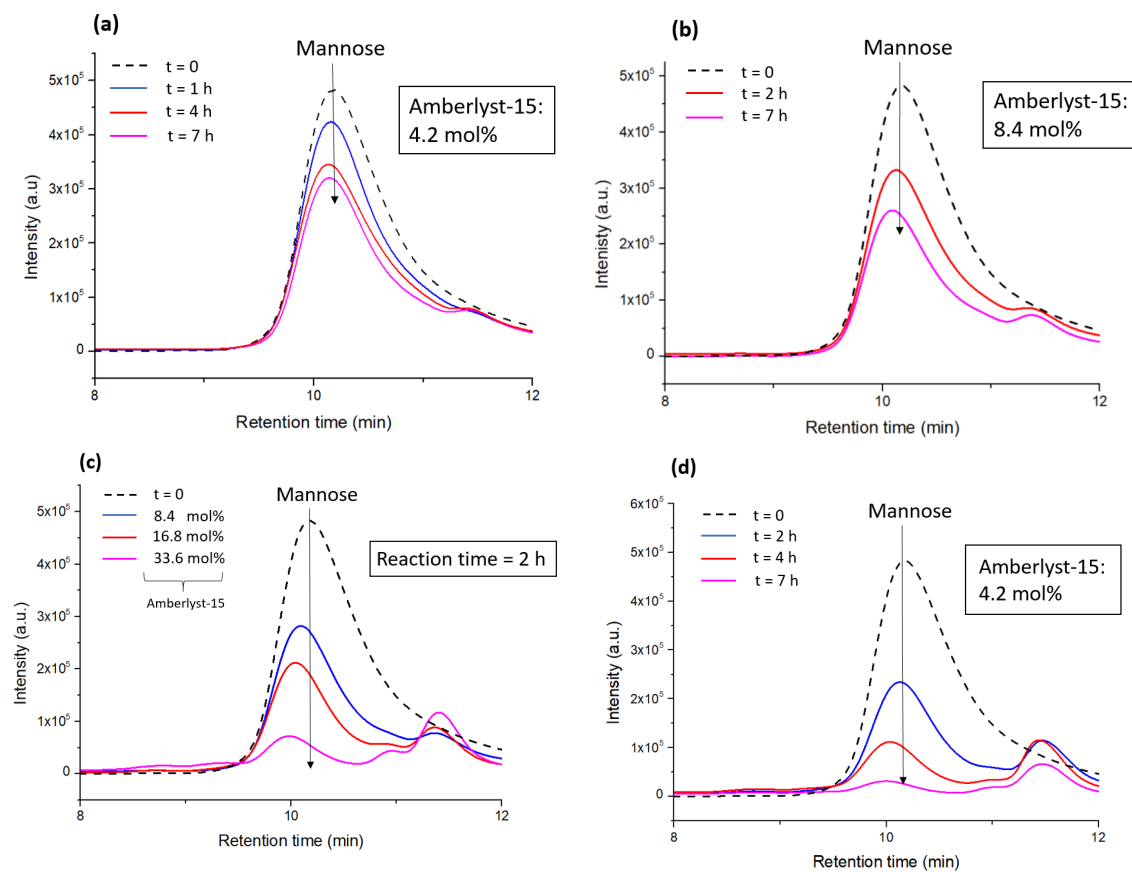 (a)
Mannose
t = 0
t = 1 h
t = 4 h
t = 7 h
Amberlyst-15:
4.2 mol%
5x10⁵
4x10⁵
3x10⁵
2x10⁵
1x10⁵
0
Intensity (a.u.)
8
10
12
Retention time (min)
(b)
Mannose
t = 0
t = 2 h
t = 7 h
Amberlyst-15:
8.4 mol%
5x10⁵
4x10⁵
3x10⁵
2x10⁵
1x10⁵
0
Intenisty (a.u.)
8
10
12
Retention time (min)
(c)
Mannose
t = 0
8.4 mol%
16.8 mol%
33.6 mol%
Amberlyst-15
Reaction time = 2 h
5x10⁵
4x10⁵
3x10⁵
2x10⁵
1x10⁵
0
Intensity (a.u.)
8
10
12
Retention time (min)
(d)
Mannose
t = 0
t = 2 h
t = 4 h
t = 7 h
Amberlyst-15:
4.2 mol%
6x10⁵
5x10⁵
4x10⁵
3x10⁵
2x10⁵
1x10⁵
0
Intensity (a.u.)
8
10
12
Retention time (min)